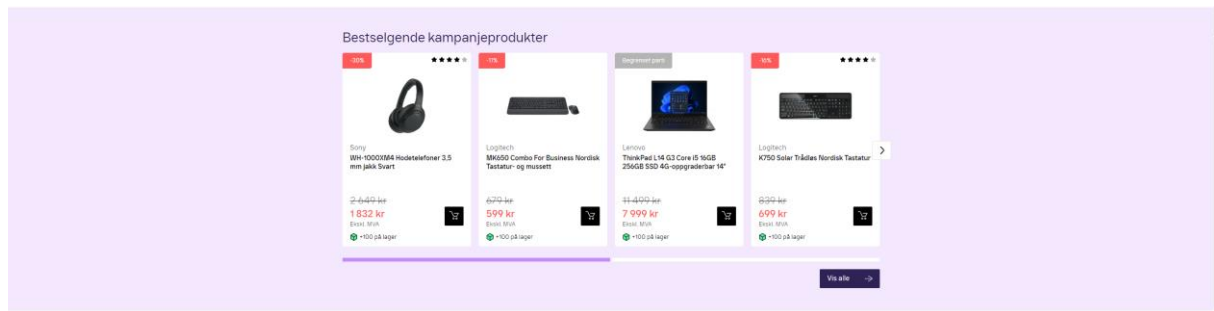 Bestselgende kampanjeprodukter
-30%
-11%
Begrenset parti
-16%
Sony
WH-1000XM4 Hodetelefoner 3,5
mm jakk Svart
2 649 kr
1 832 kr
Ekskl. MVA
+100 på lager
Logitech
MK650 Combo For Business Nordisk
Tastatur- og mussett
679 kr
599 kr
Ekskl. MVA
+100 på lager
Lenovo
ThinkPad L14 G3 Core i5 16GB
256GB SSD 4G-oppgraderbar 14"
11 499 kr
7 999 kr
Ekskl. MVA
+100 på lager
Logitech
K750 Solar Trådløs Nordisk Tastatur
839 kr
699 kr
Ekskl. MVA
+100 på lager
Vis alle